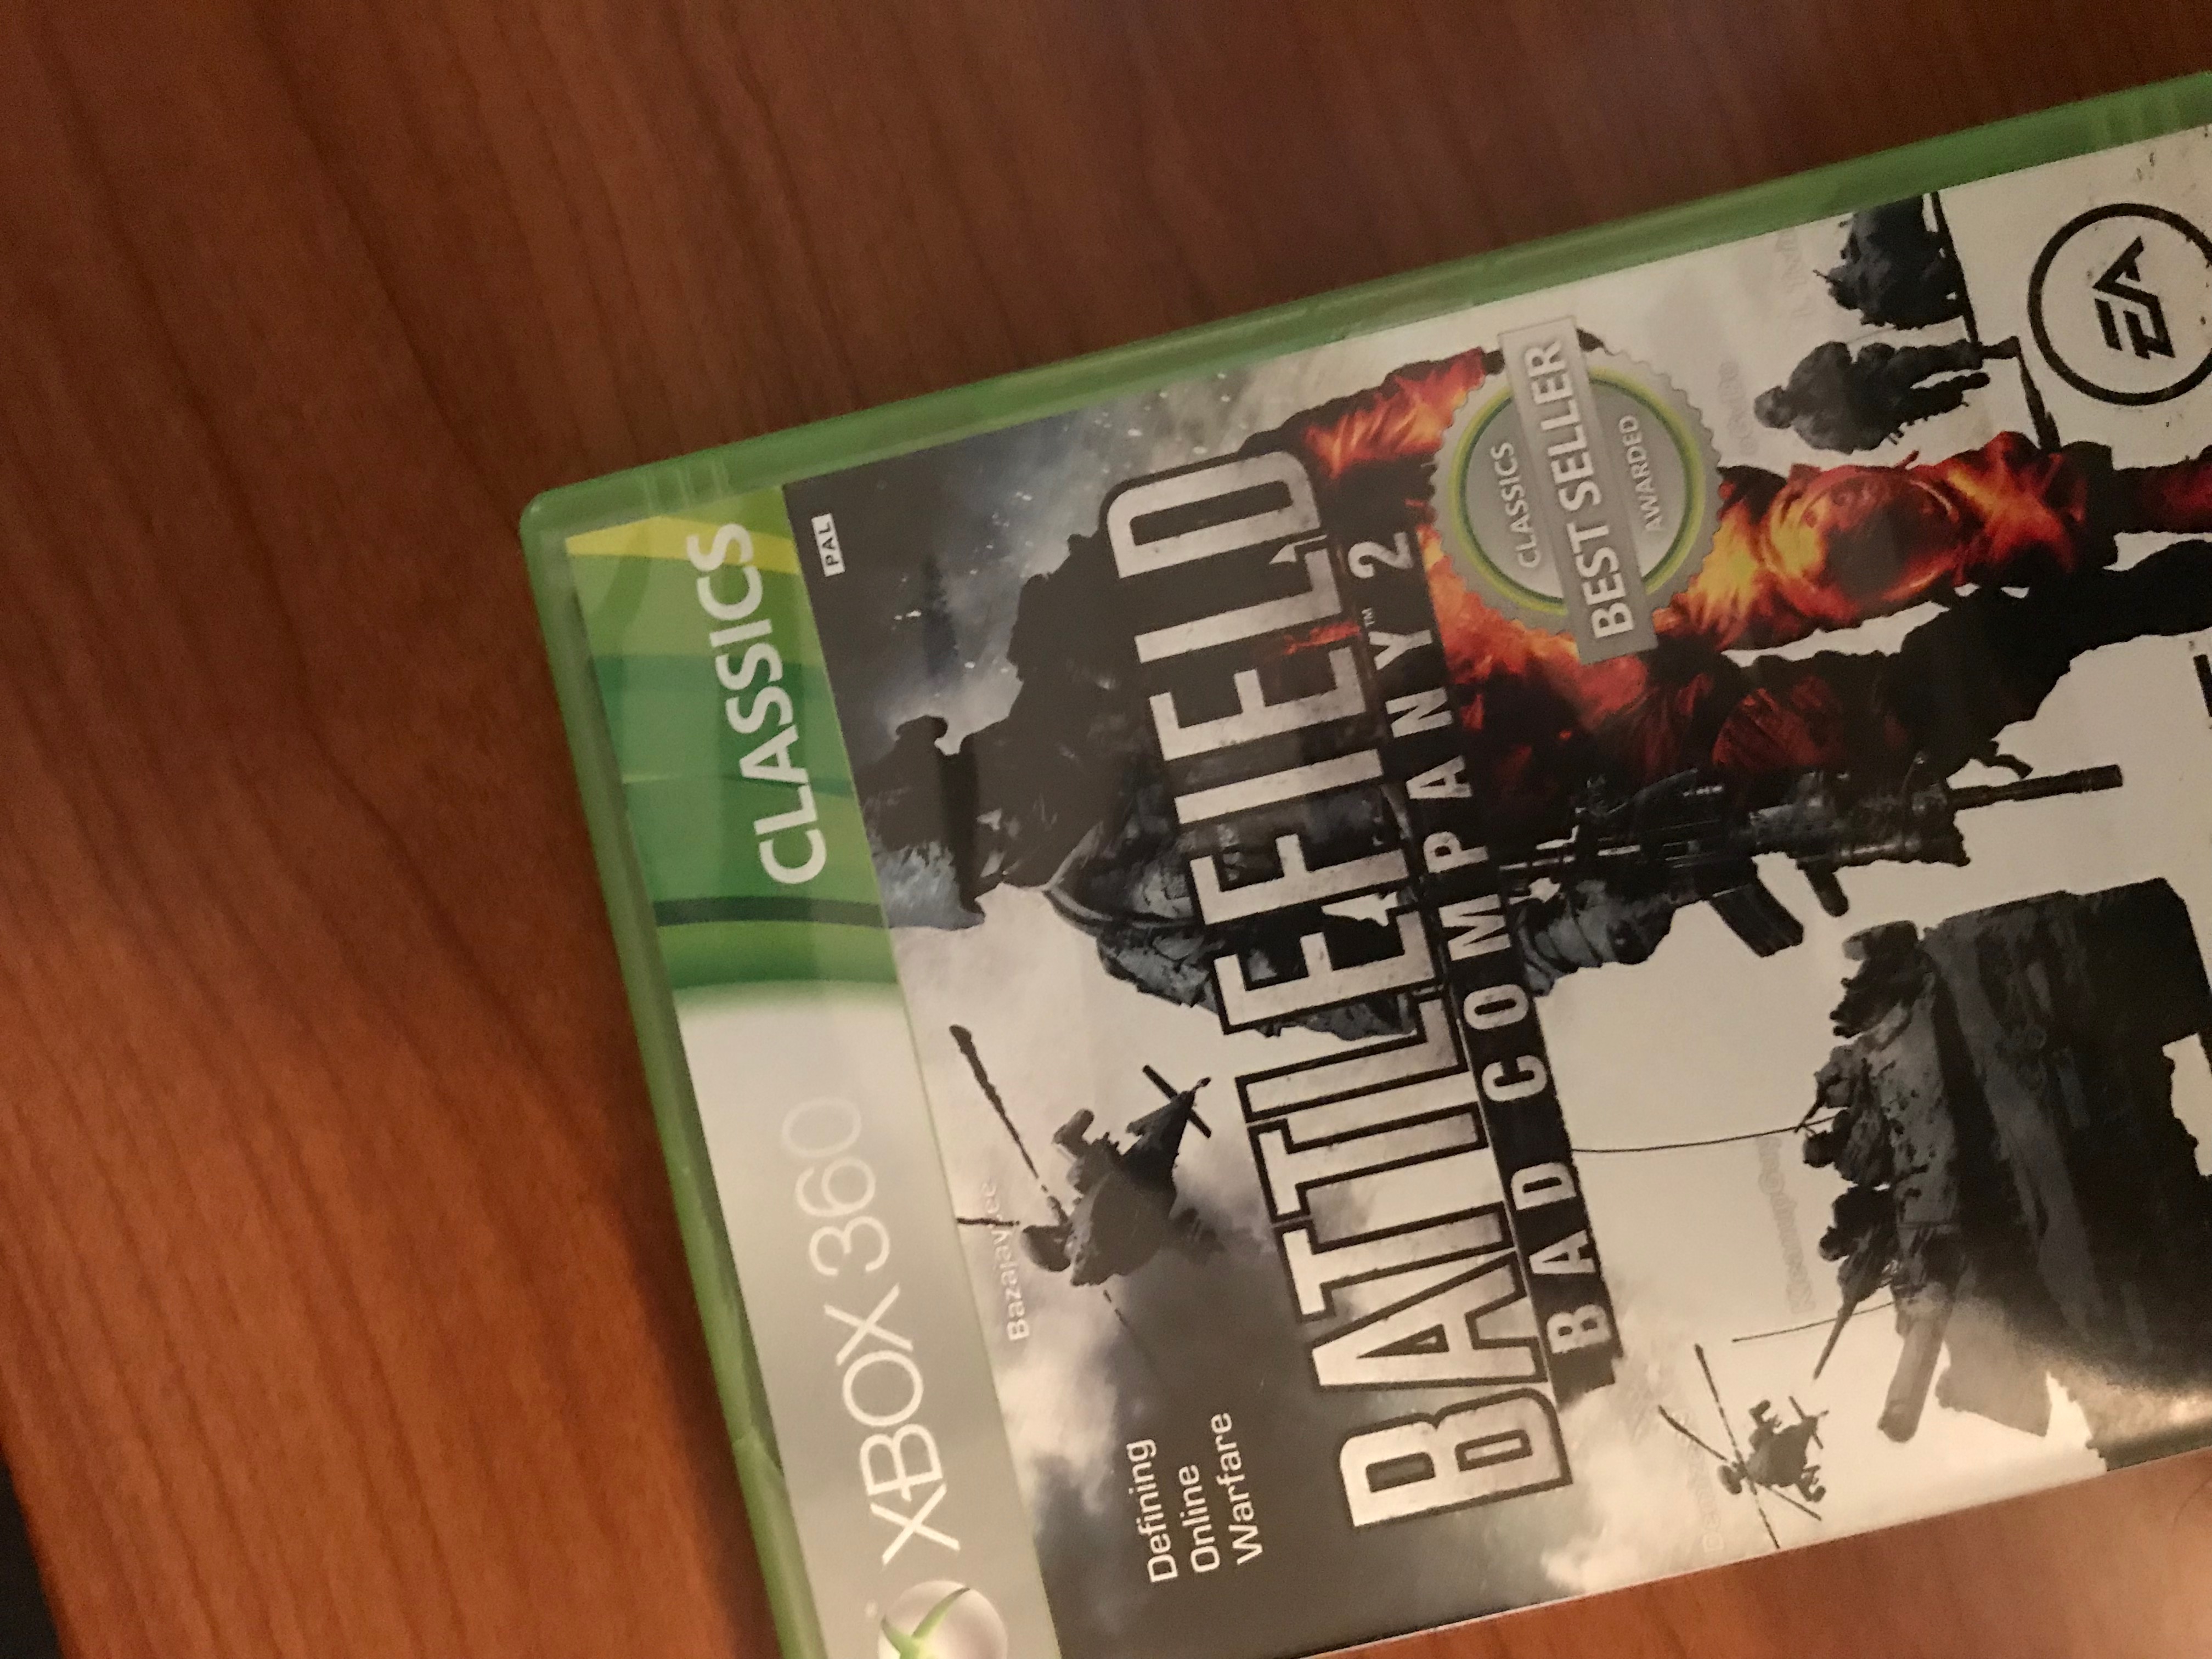 XBOX 360
CLASSICS
Defining
Online
Warfare
PAL
BATTLEFIELD
BAD COMPANY™ 2
CLASSICS
BEST SELLER
AWARDED
EA